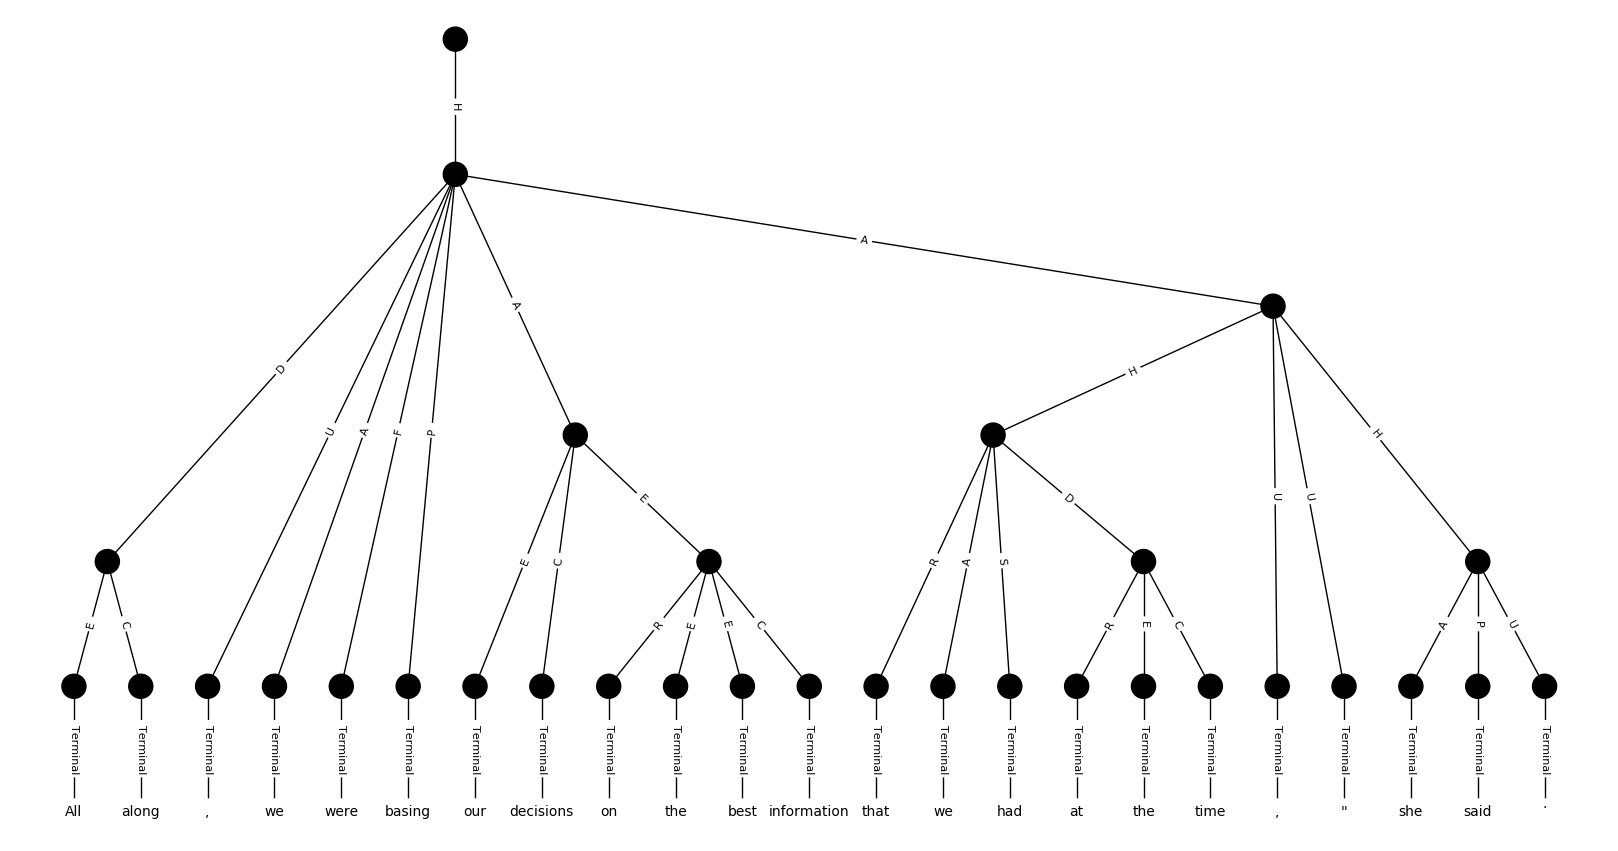 H
A
A
D
H
H
D U A F P
E D
U U
E C
R A S
E C
R E E C
R E C
A P U
Terminal Terminal Terminal Terminal Terminal Terminal Terminal Terminal Terminal Terminal Terminal Terminal Terminal Terminal Terminal Terminal Terminal Terminal Terminal Terminal Terminal Terminal Terminal
All along , we were basing our decisions on the best information that we had at the time , " she said .